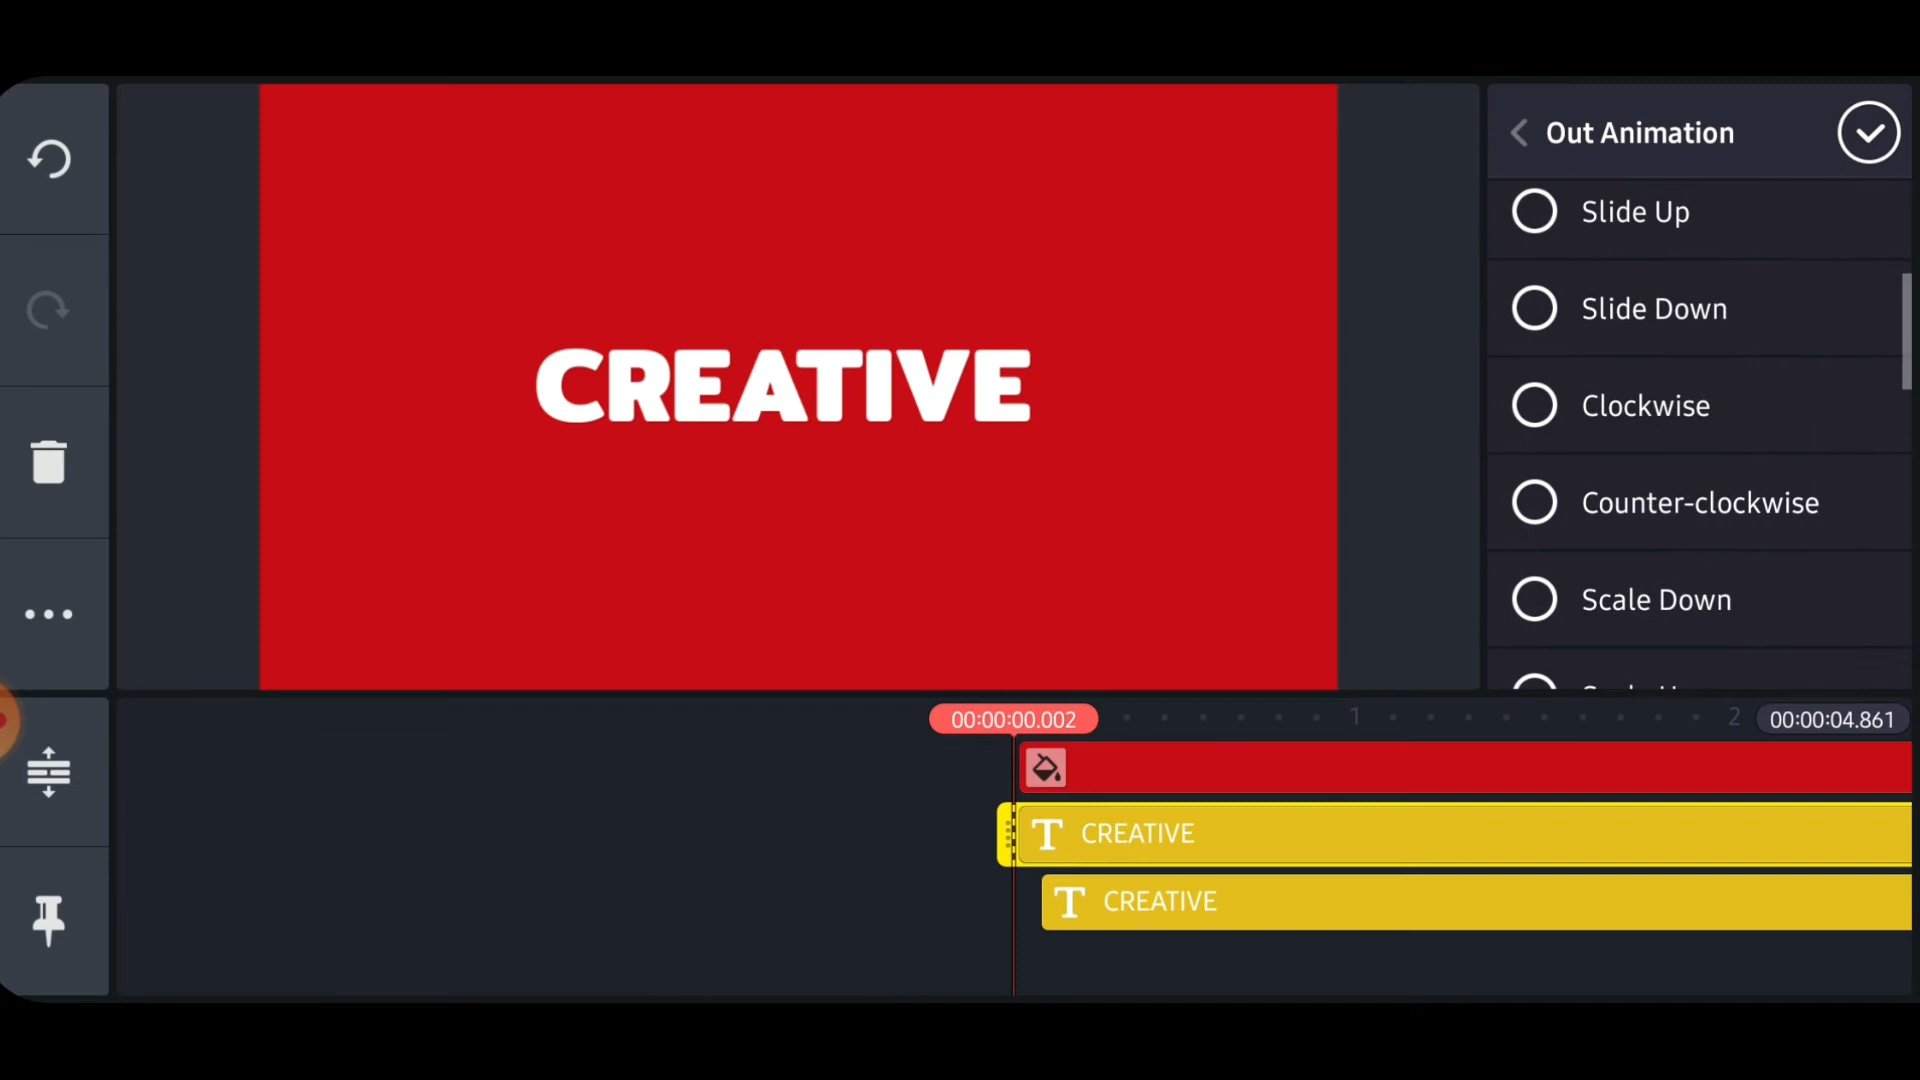 Out Animation
Slide Up
CREATIVE
Slide Down
Clockwise
Counter-clockwise
Scale Down
00:00:00.002
1
2
00:00:04.861
T CREATIVE
T CREATIVE